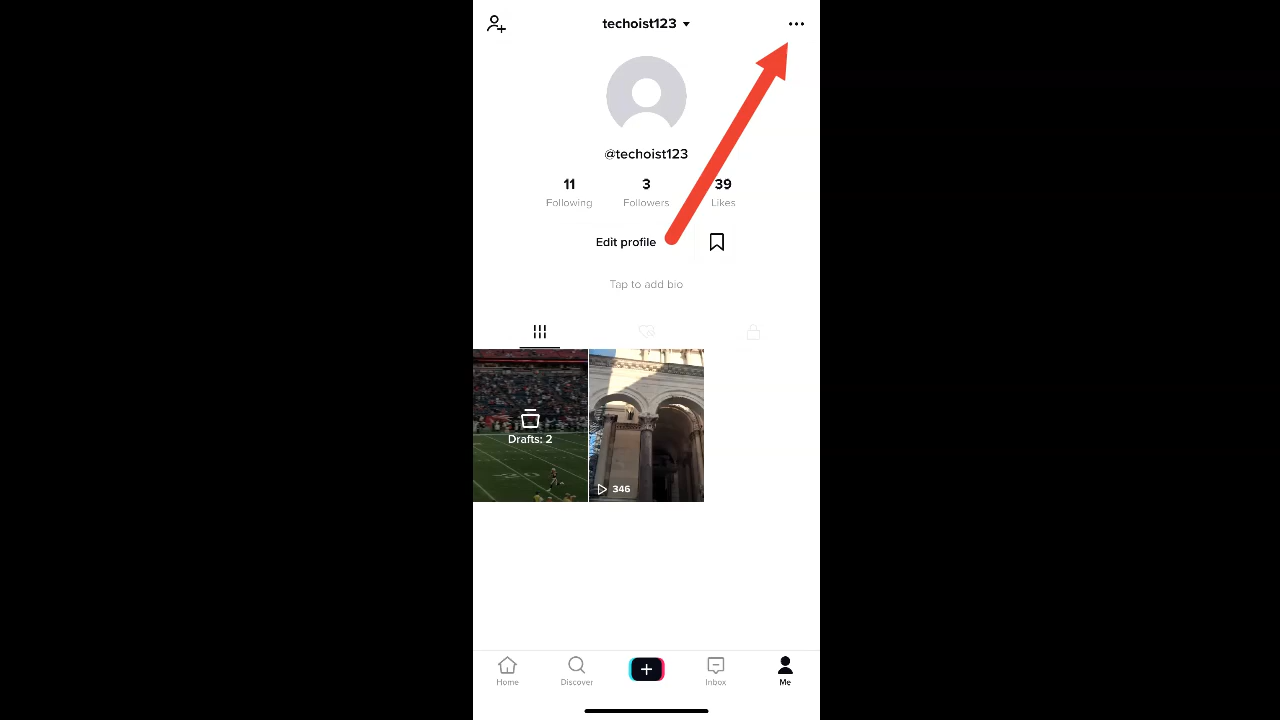 techoist123
@techoist123
11 3 39
Following Followers Likes
Edit profile
Tap to add bio
Drafts: 2
346
Home Discover Inbox Me